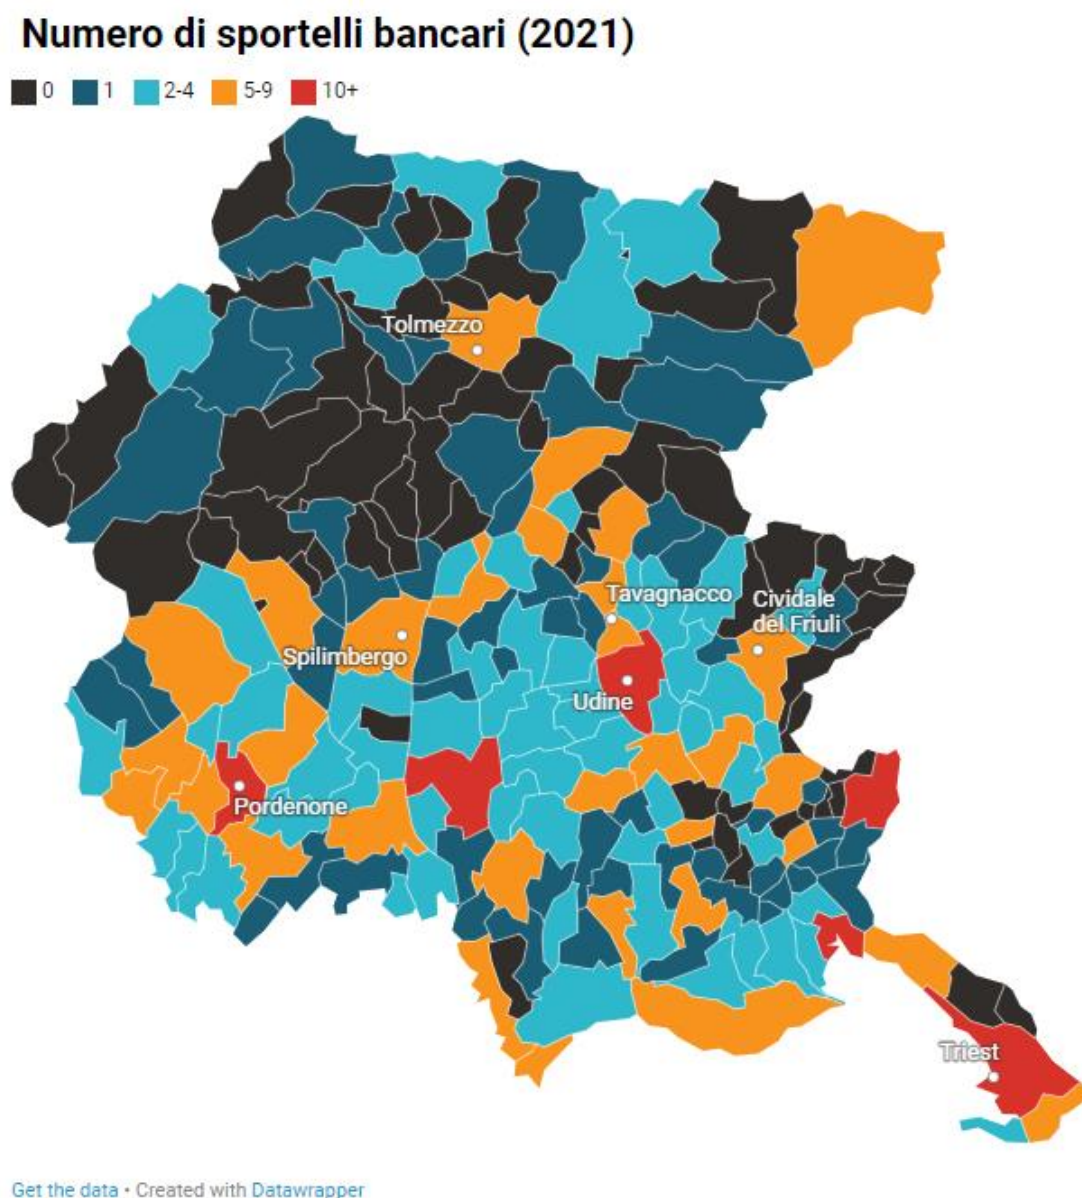 Numero di sportelli bancari (2021)
0 1 2-4 5-9 10+
Tolmezzo
Tavagnacco
Cividale
del Friuli
Spilimbergo
Udine
Pordenone
Triest
Get the data • Created with Datawrapper